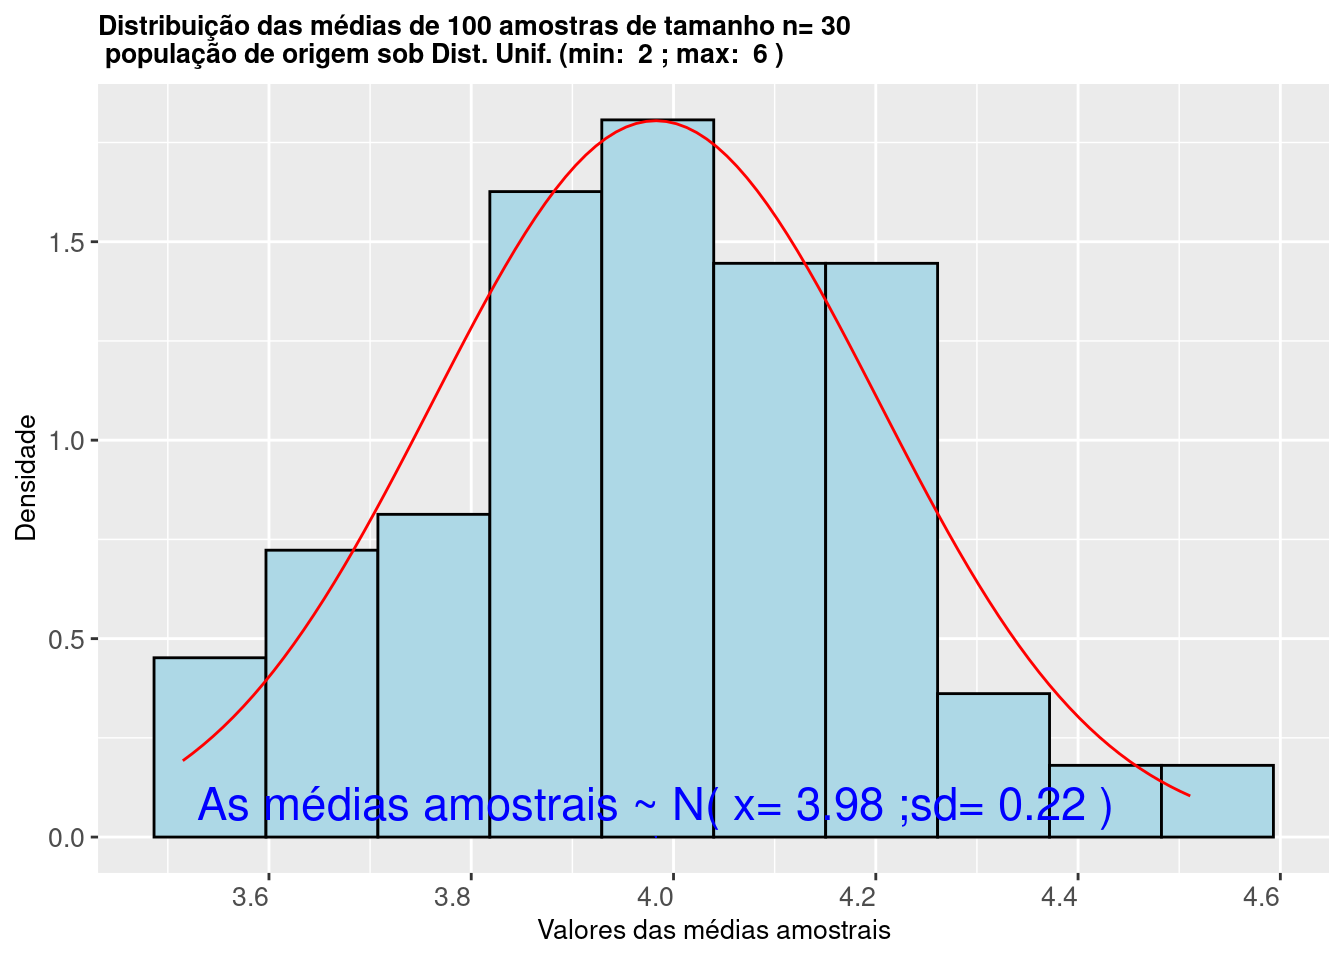 Distribuição das médias de 100 amostras de tamanho n= 30
população de origem sob Dist. Unif. (min:  2 ; max:  6 )
Densidade
1.5
1.0
0.5
0.0
As médias amostrais ~ N( x= 3.98 ;sd= 0.22 )
3.6 3.8 4.0 4.2 4.4 4.6
Valores das médias amostrais